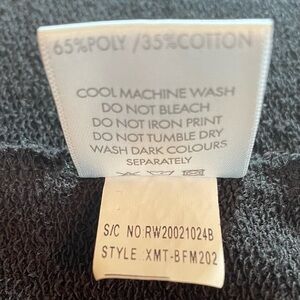 65%POLY / 35%COTTON
COOL MACHINE WASH
DO NOT BLEACH
DO NOT IRON PRINT
DO NOT TUMBLE DRY
WASH DARK COLOURS
SEPARATELY
S/C NO:RW20021024B
STYLE :XMT-BFM202